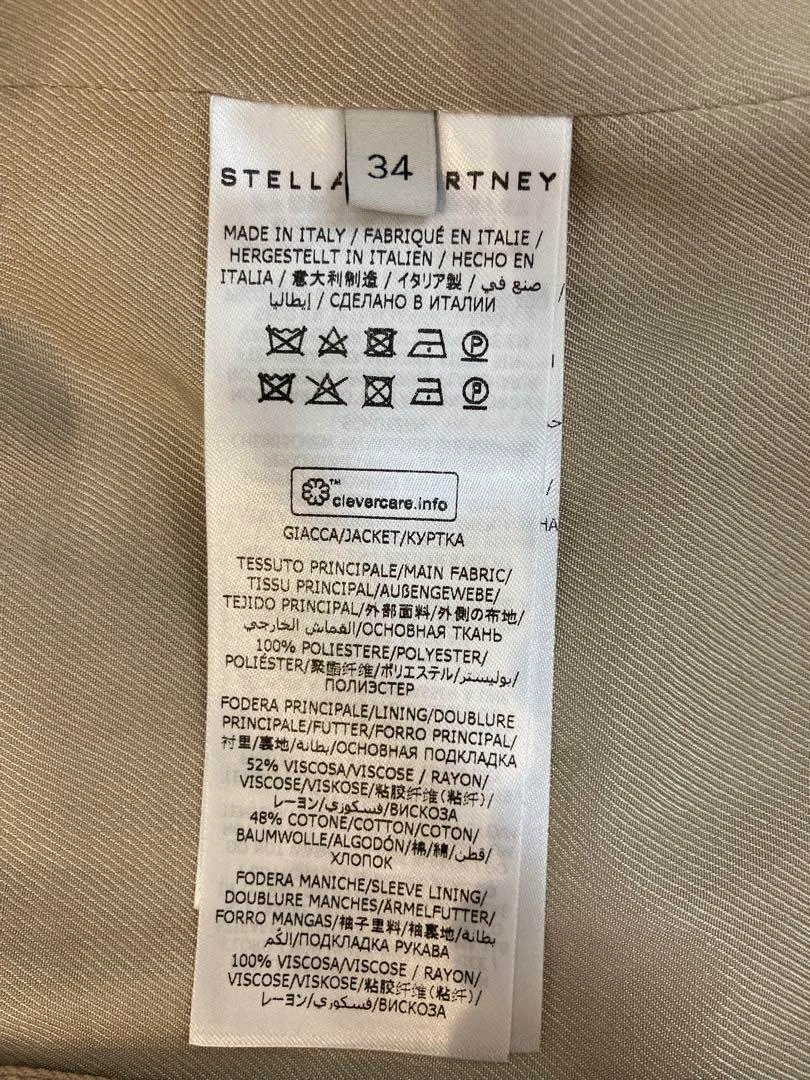 34
STELLA RTNEY
MADE IN ITALY / FABRIQUÉ EN ITALIE /
HERGESTELLT IN ITALIEN / HECHO EN
ITALIA / 意大利制造 / イタリア製 / صنع في
إيطاليا / СДЕЛАНО В ИТАЛИИ
P
P
TM
clevercare.info
GIACCA/JACKET/КУРТКА
TESSUTO PRINCIPALE/MAIN FABRIC/
TISSU PRINCIPAL/AUßENGEWEBE/
TEJIDO PRINCIPAL/外部面料/外側の布地/
القماش الخارجي/ОСНОВНАЯ ТКАНЬ
100% POLIESTERE/POLYESTER/
POLIÉSTER/聚酯纤维/ポリエステル/بوليستر/
ПОЛИЭСТЕР
FODERA PRINCIPALE/LINING/DOUBLURE
PRINCIPALE/FUTTER/FORRO PRINCIPAL/
衬里/裏地/بطانة/ОСНОВНАЯ ПОДКЛАДКА
52% VISCOSA/VISCOSE / RAYON/
VISCOSE/VISKOSE/粘胶纤维(粘纤)/
レーヨン/فسكوزي/ВИСКОЗА
48% COTONE/COTTON/COTON/
BAUMWOLLE/ALGODÓN/棉/綿/قطن/
ХЛОПОК
FODERA MANICHE/SLEEVE LINING/
DOUBLURE MANCHES/ÄRMELFUTTER/
FORRO MANGAS/袖子里料/袖裏地/بطانة
الكم/ПОДКЛАДКА РУКАВА
100% VISCOSA/VISCOSE / RAYON/
VISCOSE/VISKOSE/粘胶纤维(粘纤)/
レーヨン/فسكوزي/ВИСКОЗА